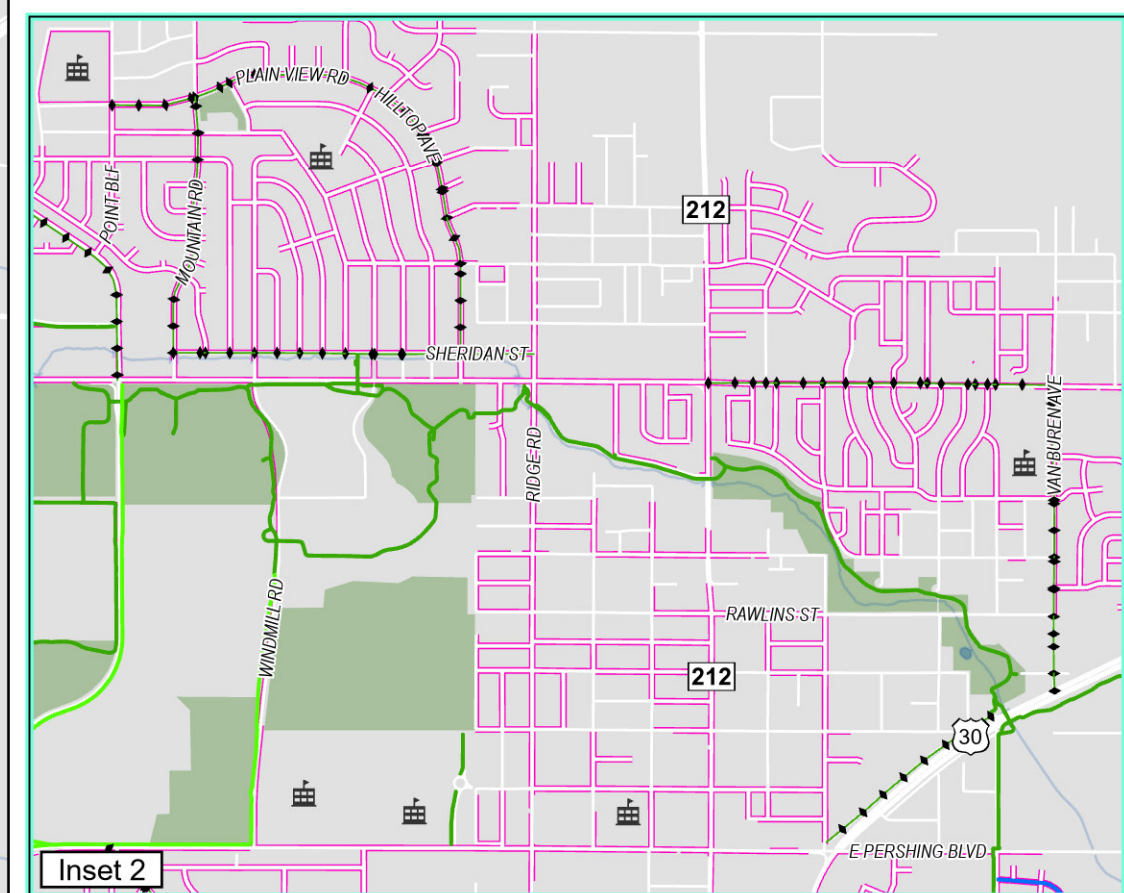 PLAIN VIEW RD
HILLTOP AVE
POINT BLF
MOUNTAIN RD
212
SHERIDAN ST
VAN BUREN AVE
RIDGE RD
WINDMILL RD
RAWLINS ST
212
30
E PERSHING BLVD
Inset 2